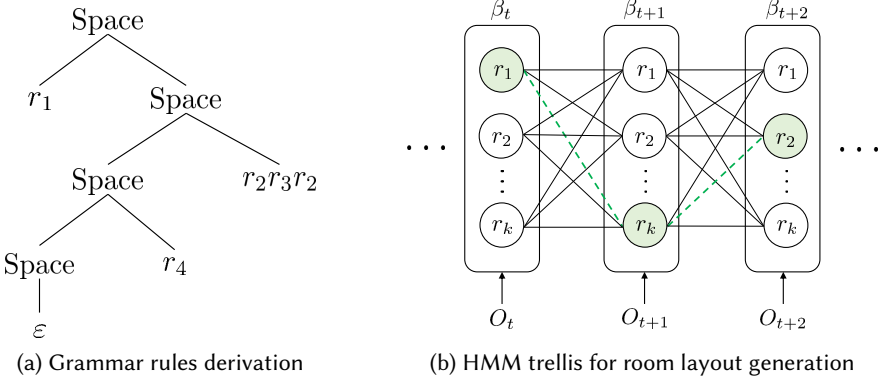 Space
r₁ Space
Space r₂r₃r₂
Space r₄
ε
(a) Grammar rules derivation
βₜ βₜ₊₁ βₜ₊₂
r₁ r₁ r₁
... r₂ r₂ r₂ ...
⋮ ⋮ ⋮
rₖ rₖ rₖ
Oₜ Oₜ₊₁ Oₜ₊₂
(b) HMM trellis for room layout generation